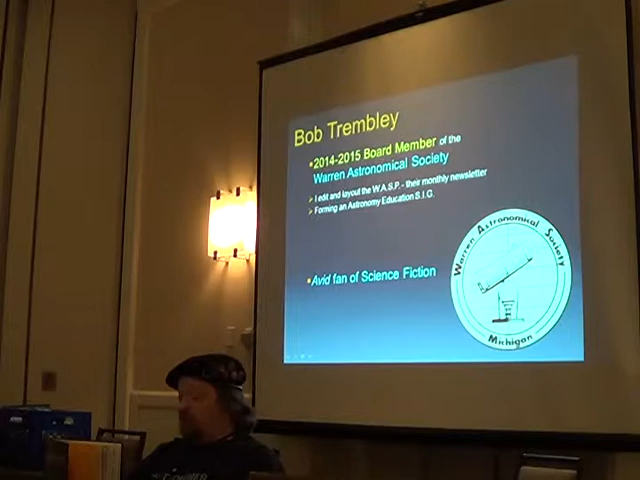 Bob Trembley
▪2014-2015 Board Member of the
Warren Astronomical Society
➢ I edit and layout the W.A.S.P. - their monthly newsletter
➢ Forming an Astronomy Education S.I.G.
▪Avid fan of Science Fiction
Warren Astronomical Society
Michigan